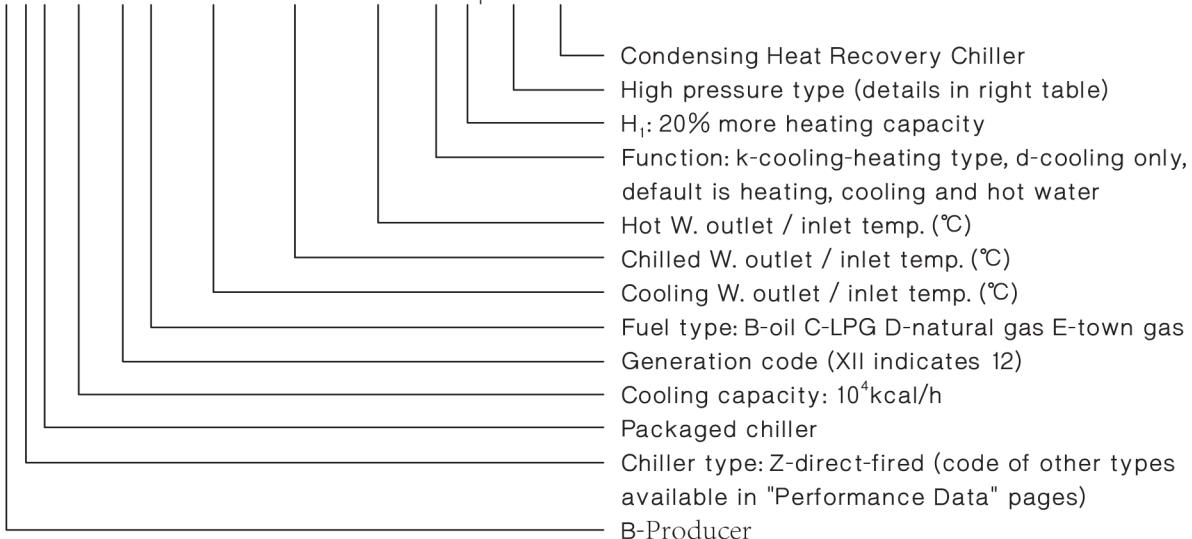 Condensing Heat Recovery Chiller
High pressure type (details in right table)
H₁: 20% more heating capacity
Function: k-cooling-heating type, d-cooling only,
default is heating, cooling and hot water
Hot W. outlet / inlet temp. (℃)
Chilled W. outlet / inlet temp. (℃)
Cooling W. outlet / inlet temp. (℃)
Fuel type: B-oil C-LPG D-natural gas E-town gas
Generation code (XII indicates 12)
Cooling capacity: 10⁴kcal/h
Packaged chiller
Chiller type: Z-direct-fired (code of other types
available in "Performance Data" pages)
B-Producer